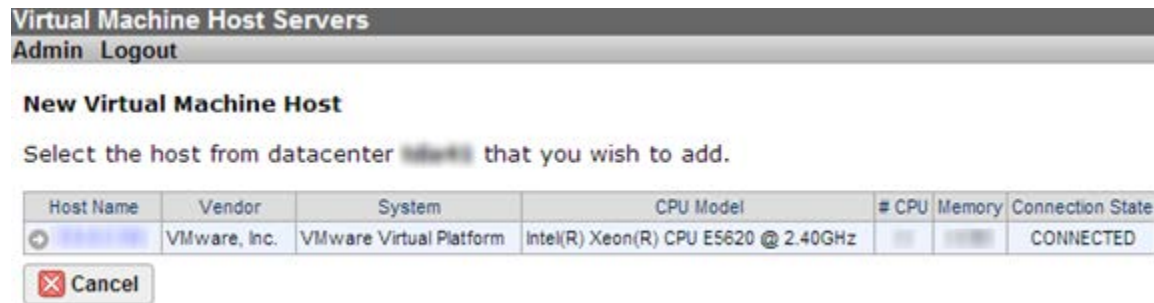 Virtual Machine Host Servers
Admin Logout
New Virtual Machine Host
Select the host from datacenter that you wish to add.
Host Name Vendor System CPU Model # CPU Memory Connection State
VMware, Inc. VMware Virtual Platform Intel(R) Xeon(R) CPU E5620 @ 2.40GHz CONNECTED
Cancel